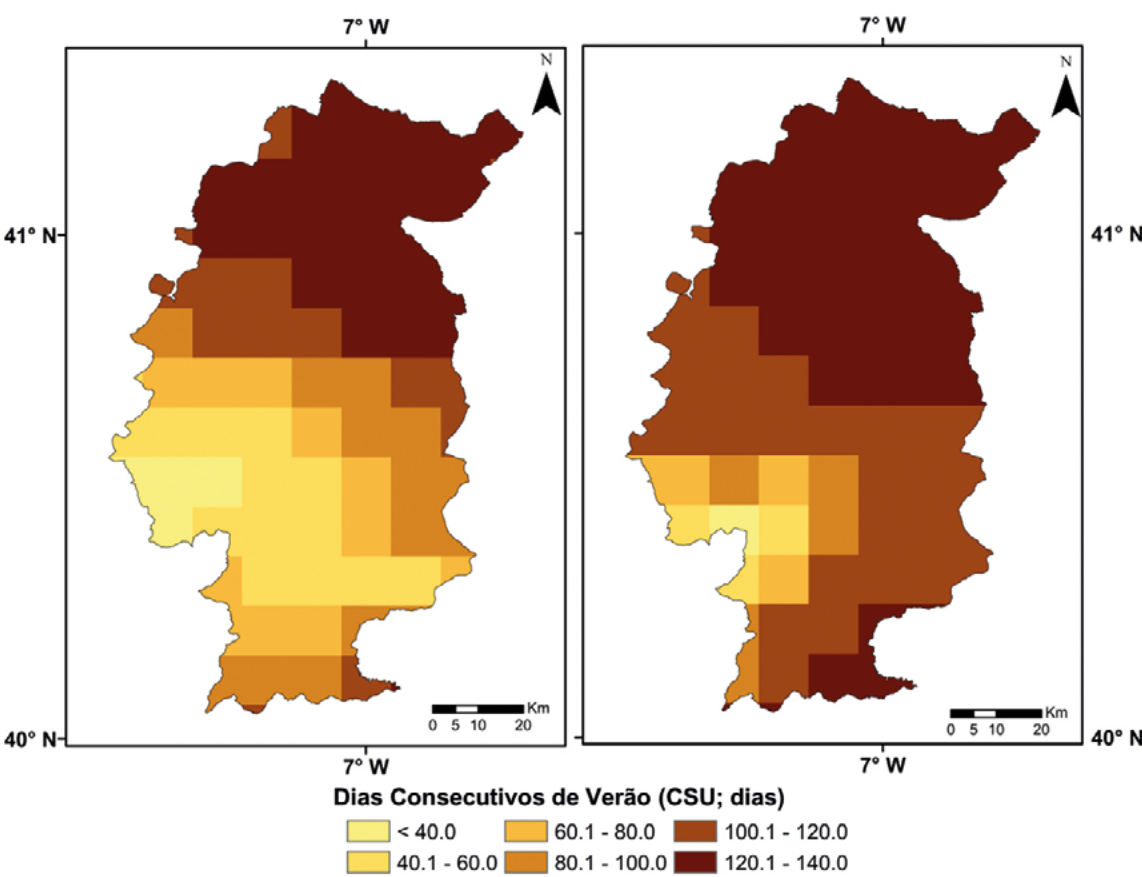 7° W
7° W
N
N
41° N
41° N
Km
0 5 10 20
Km
0 5 10 20
40° N
40° N
7° W
7° W
Dias Consecutivos de Verão (CSU; dias)
< 40.0
60.1 - 80.0
100.1 - 120.0
40.1 - 60.0
80.1 - 100.0
120.1 - 140.0